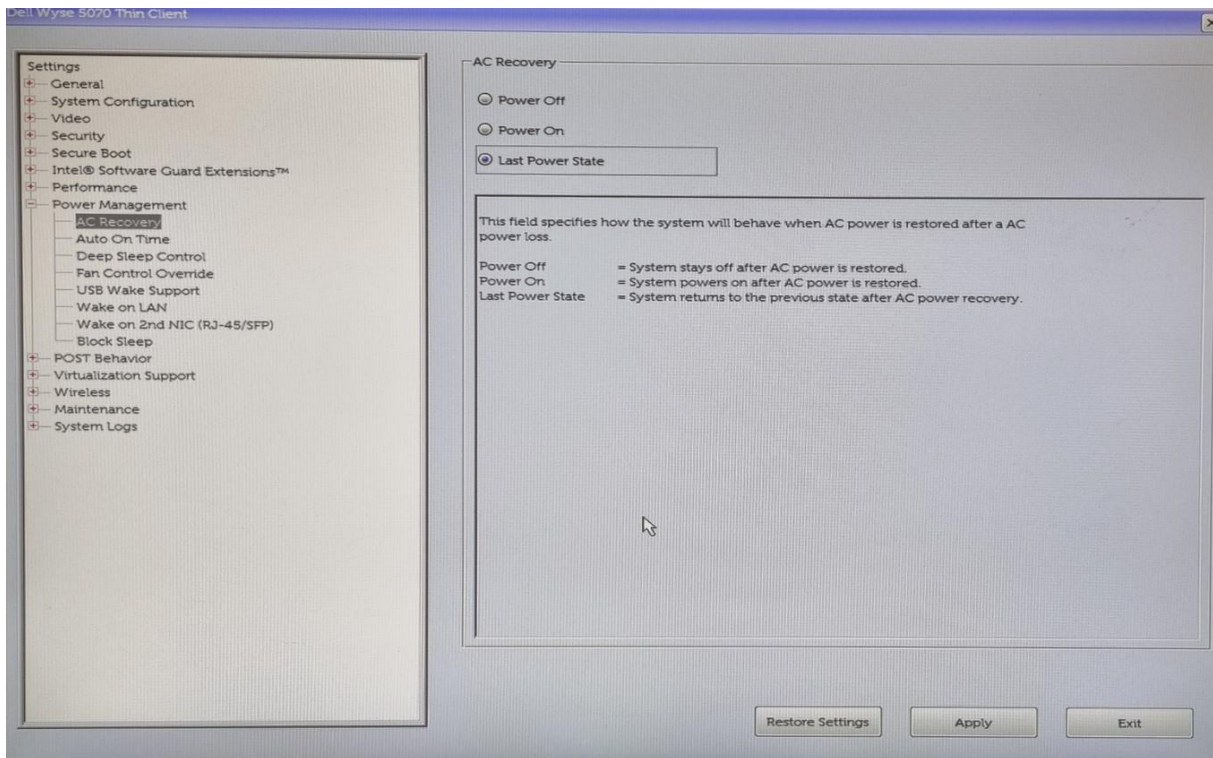 Dell Wyse 5070 Thin Client
Settings
General
System Configuration
Video
Security
Secure Boot
Intel® Software Guard Extensions™
Performance
Power Management
AC Recovery
Auto On Time
Deep Sleep Control
Fan Control Override
USB Wake Support
Wake on LAN
Wake on 2nd NIC (RJ-45/SFP)
Block Sleep
POST Behavior
Virtualization Support
Wireless
Maintenance
System Logs
AC Recovery
Power Off
Power On
Last Power State
This field specifies how the system will behave when AC power is restored after a AC
power loss.
Power Off = System stays off after AC power is restored.
Power On = System powers on after AC power is restored.
Last Power State = System returns to the previous state after AC power recovery.
Restore Settings Apply Exit